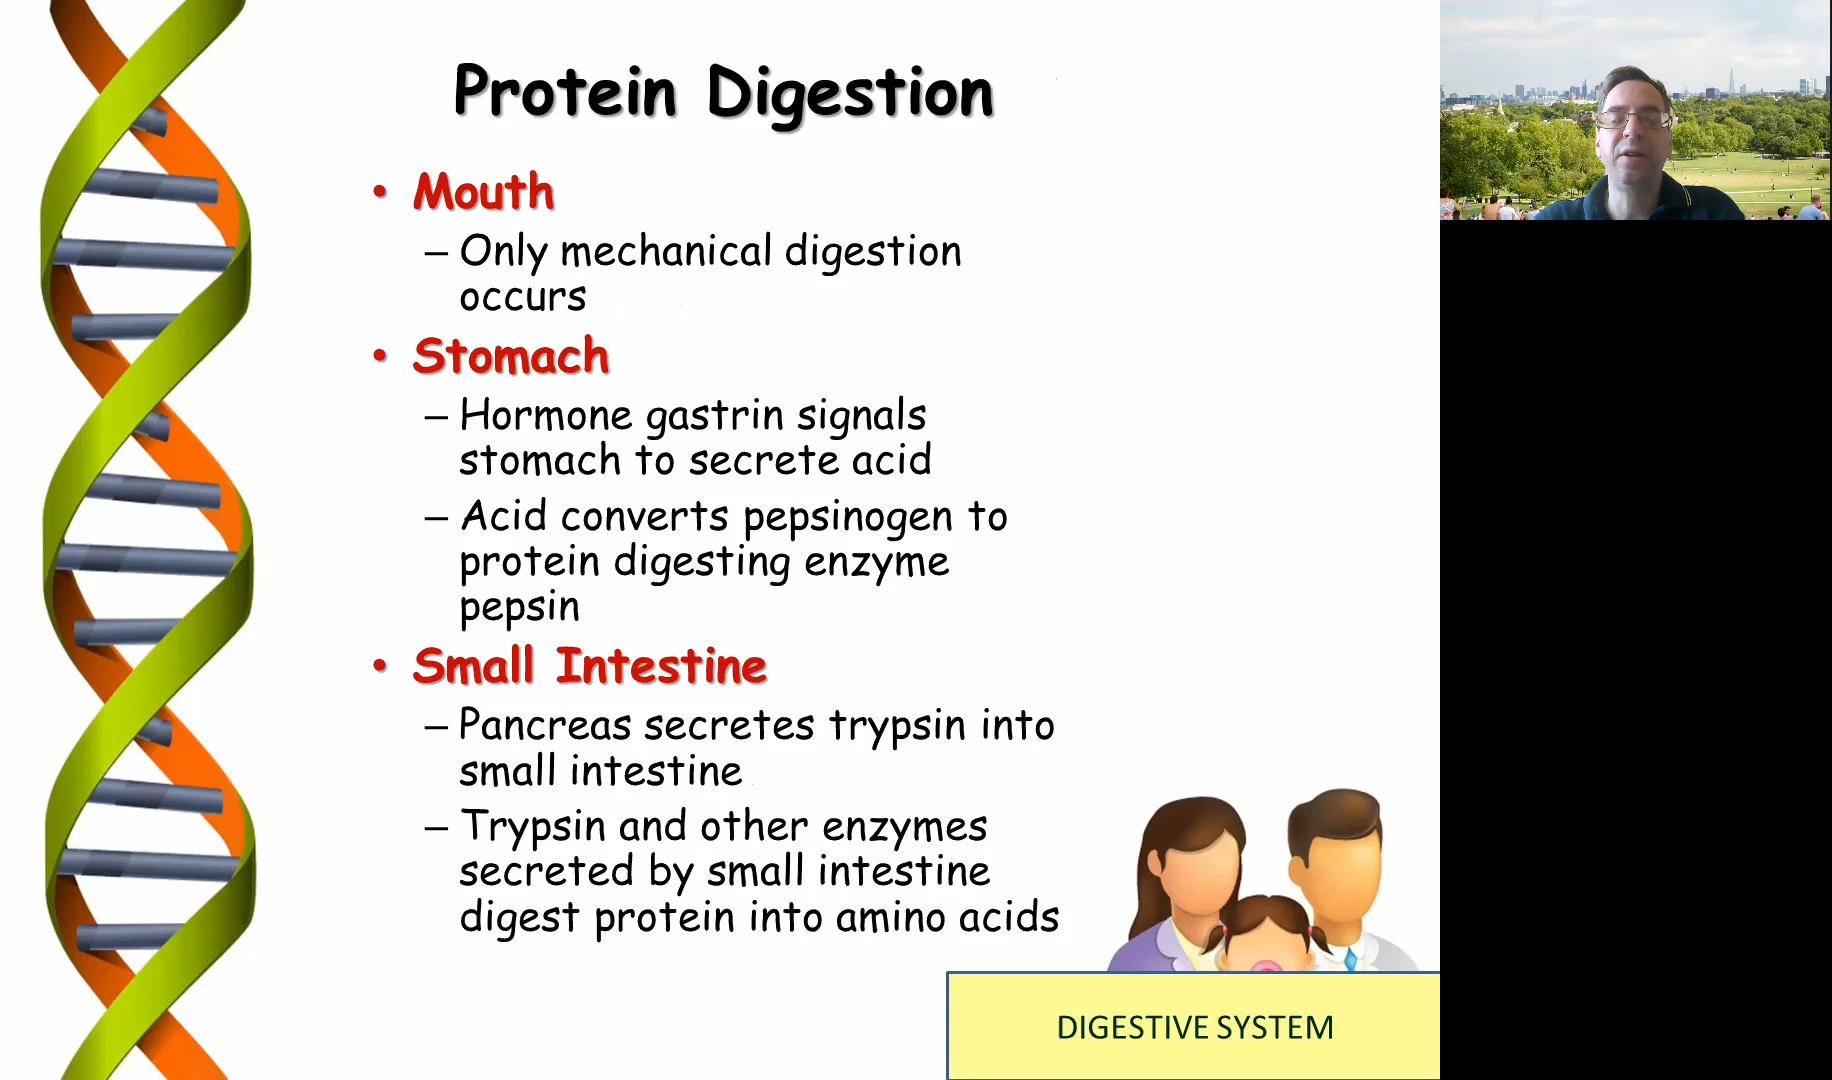 Protein Digestion
• Mouth
– Only mechanical digestion
occurs
• Stomach
– Hormone gastrin signals
stomach to secrete acid
– Acid converts pepsinogen to
protein digesting enzyme
pepsin
• Small Intestine
– Pancreas secretes trypsin into
small intestine
– Trypsin and other enzymes
secreted by small intestine
digest protein into amino acids
DIGESTIVE SYSTEM